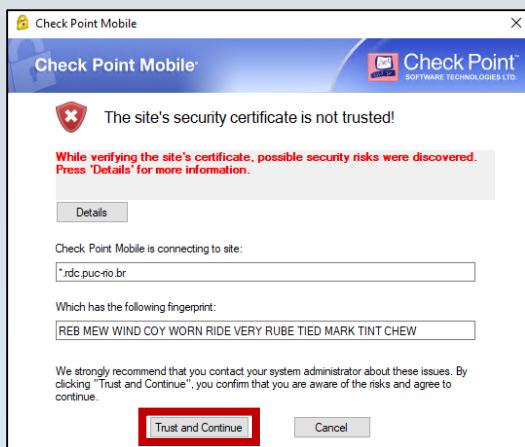 Check Point Mobile
Check Point Mobile
Check Point
SOFTWARE TECHNOLOGIES LTD.
The site's security certificate is not trusted!
While verifying the site's certificate, possible security risks were discovered.
Press 'Details' for more information.
Details
Check Point Mobile is connecting to site:
*.rdc.puc-rio.br
Which has the following fingerprint:
REB MEW WIND COY WORN RIDE VERY RUBE TIED MARK TINT CHEW
We strongly recommend that you contact your system administrator about these issues. By
clicking "Trust and Continue", you confirm that you are aware of the risks and agree to
continue.
Trust and Continue
Cancel